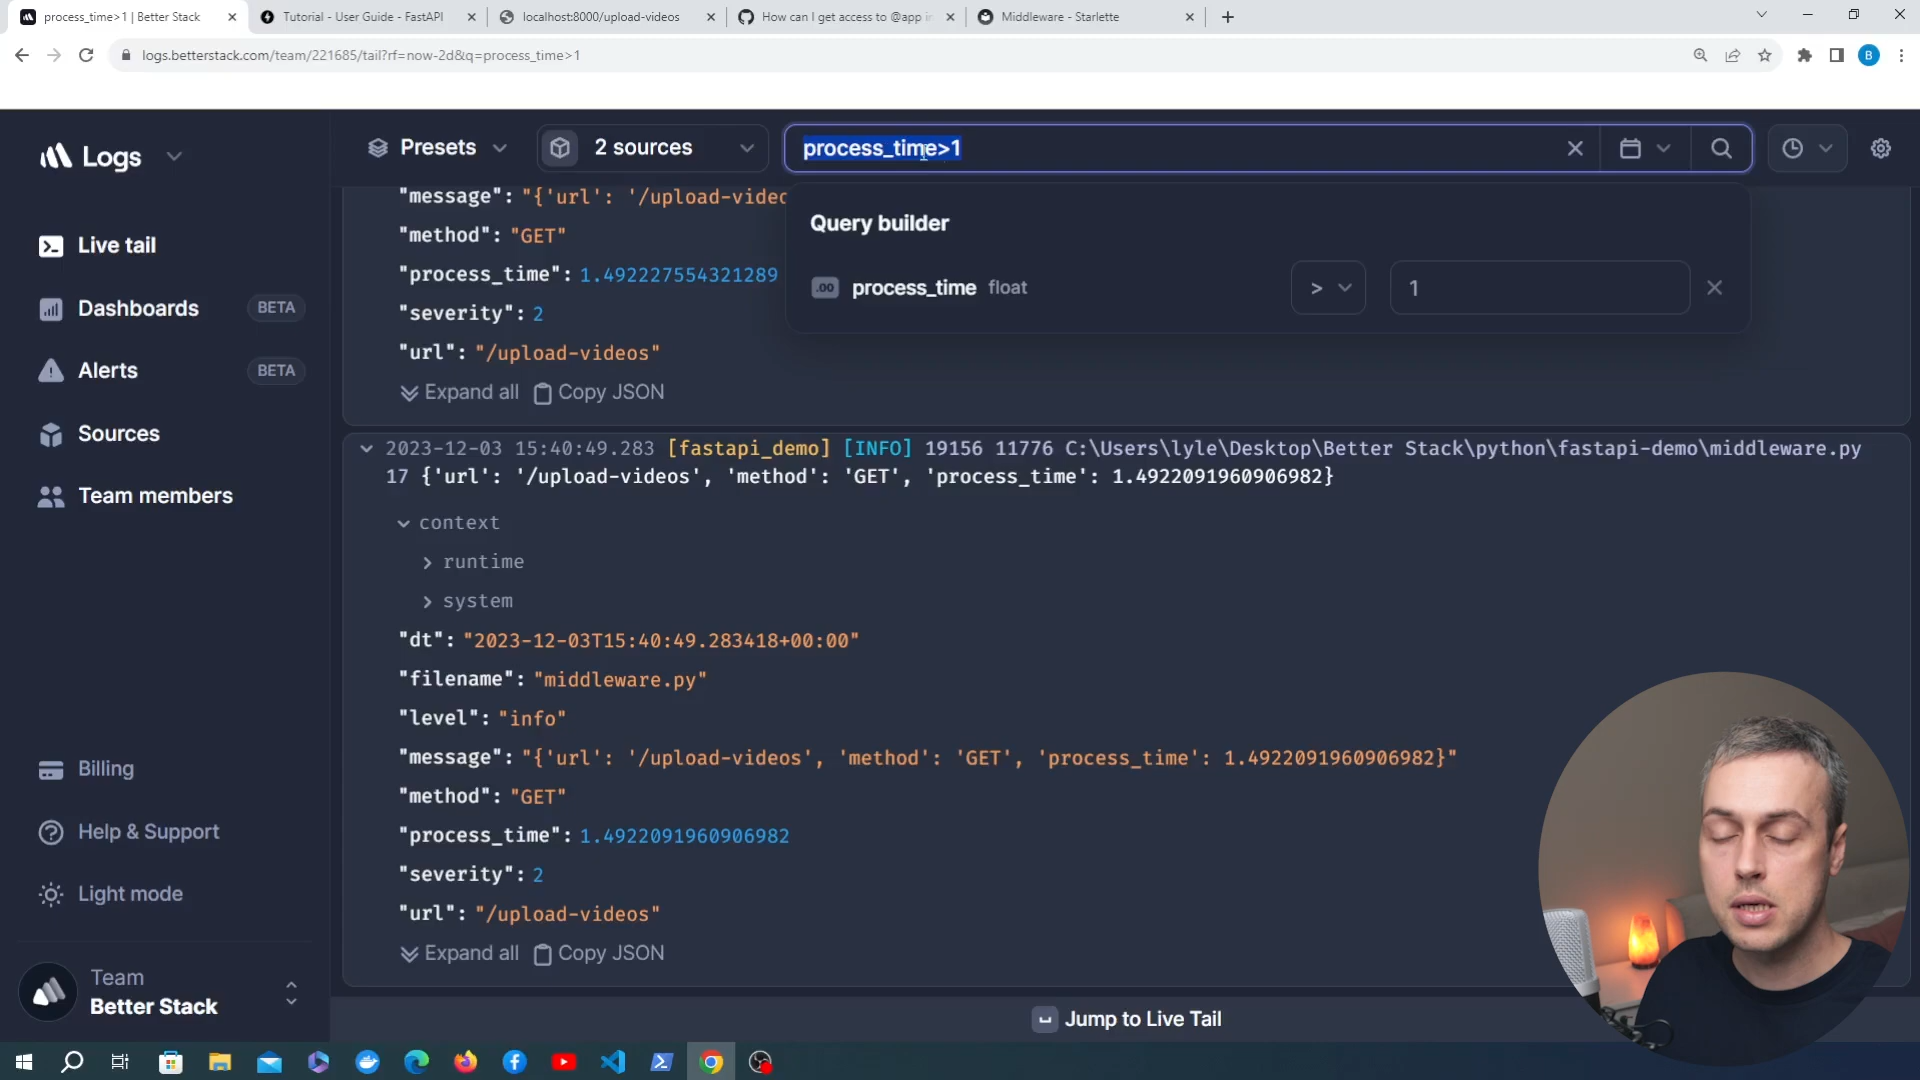 process_time>1 | Better Stack
Tutorial - User Guide - FastAPI
localhost:8000/upload-videos
How can I get access to @app in
Middleware - Starlette
logs.betterstack.com/team/221685/tail?rf=now-2d&q=process_time>1
B
Logs
Presets
2 sources
process_time>1
Live tail
Dashboards
BETA
Alerts
BETA
Sources
Team members
Billing
Help & Support
Light mode
Team
Better Stack
"message": "{'url': '/upload-videc
"method": "GET"
"process_time": 1.492227554321289
"severity": 2
"url": "/upload-videos"
Expand all
Copy JSON
Query builder
.00 process_time float
>
1
2023-12-03 15:40:49.283 [fastapi_demo] [INFO] 19156 11776 C:\Users\lyle\Desktop\Better Stack\python\fastapi-demo\middleware.py
17 {'url': '/upload-videos', 'method': 'GET', 'process_time': 1.4922091960906982}
context
runtime
system
"dt": "2023-12-03T15:40:49.283418+00:00"
"filename": "middleware.py"
"level": "info"
"message": "{'url': '/upload-videos', 'method': 'GET', 'process_time': 1.4922091960906982}"
"method": "GET"
"process_time": 1.4922091960906982
"severity": 2
"url": "/upload-videos"
Expand all
Copy JSON
Jump to Live Tail